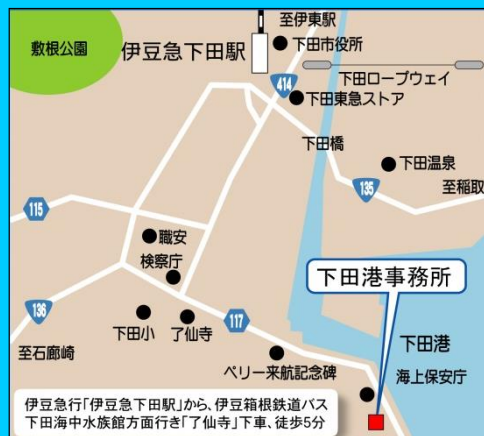 至伊東駅
敷根公園
伊豆急下田駅
下田市役所
下田ロープウェイ
414
下田東急ストア
下田橋
下田温泉
135
至稲取
115
職安
検察庁
下田港事務所
136
下田小
了仙寺
117
至石廊崎
下田港
ペリー来航記念碑
海上保安庁
伊豆急行「伊豆急下田駅」から、伊豆箱根鉄道バス
下田海中水族館方面行き「了仙寺」下車、徒歩5分